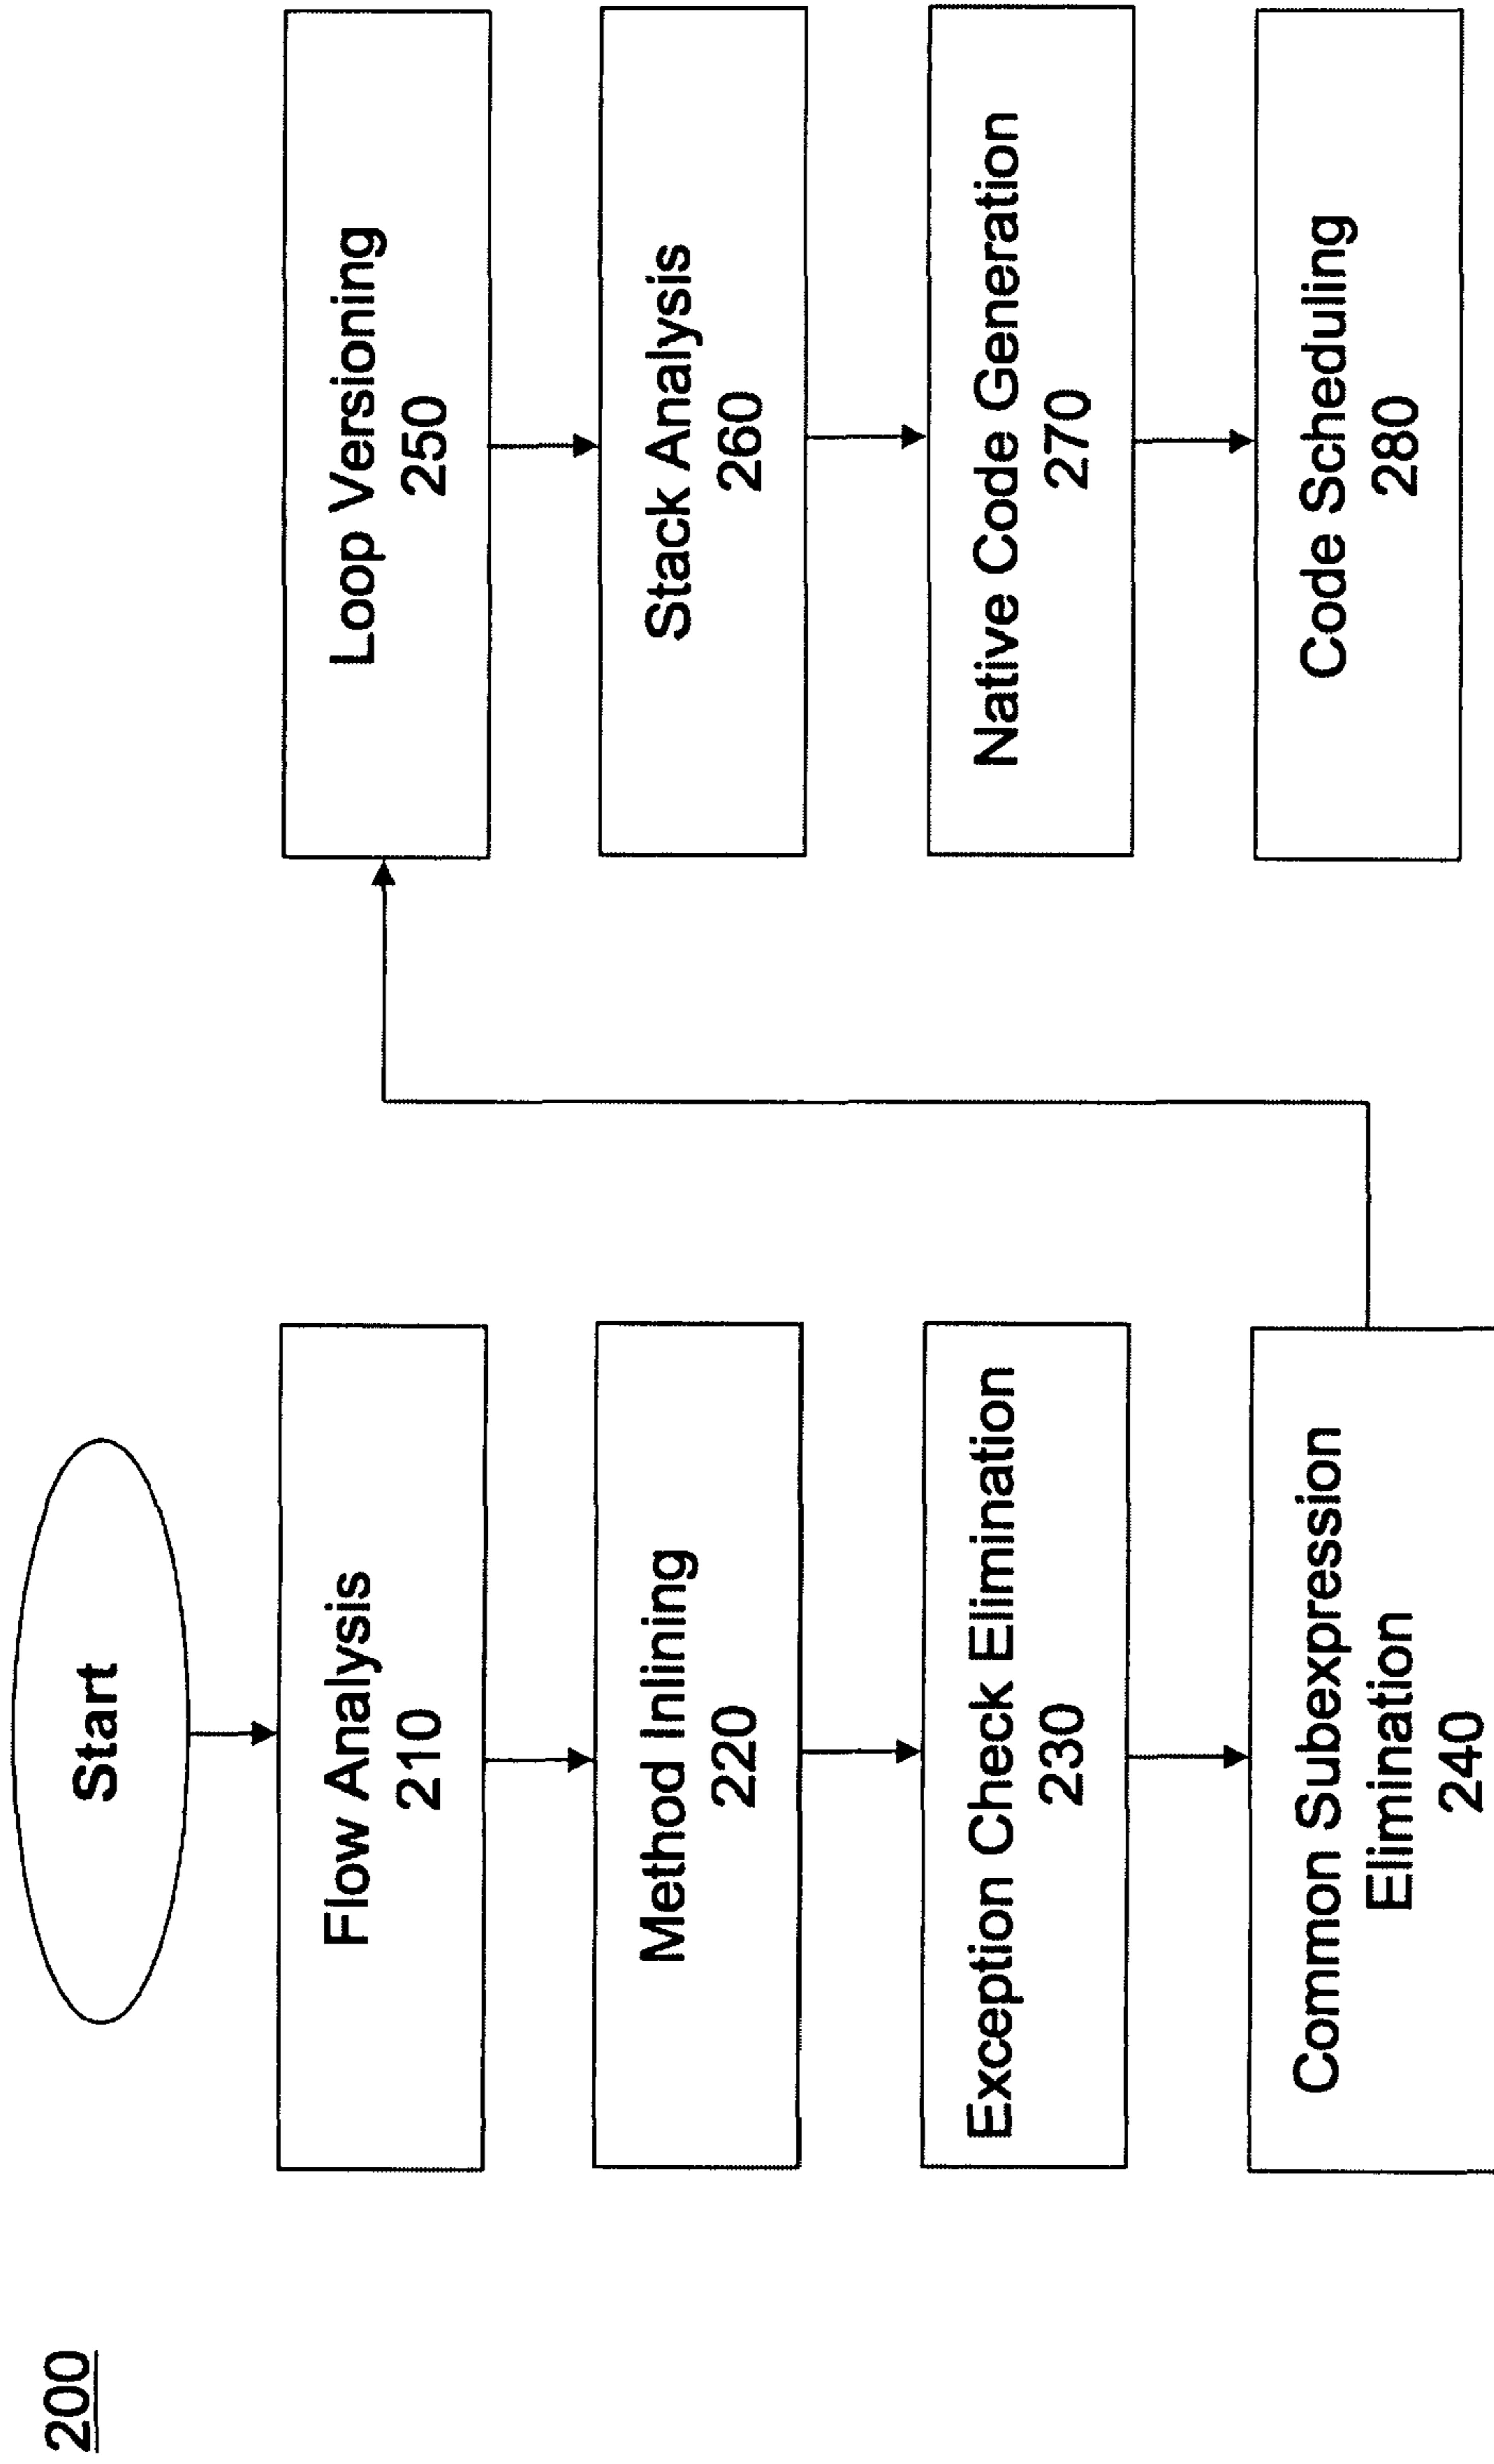 200
Start
Flow Analysis
210
Method Inlining
220
Exception Check Elimination
230
Common Subexpression
Elimination
240
Loop Versioning
250
Stack Analysis
260
Native Code Generation
270
Code Scheduling
280